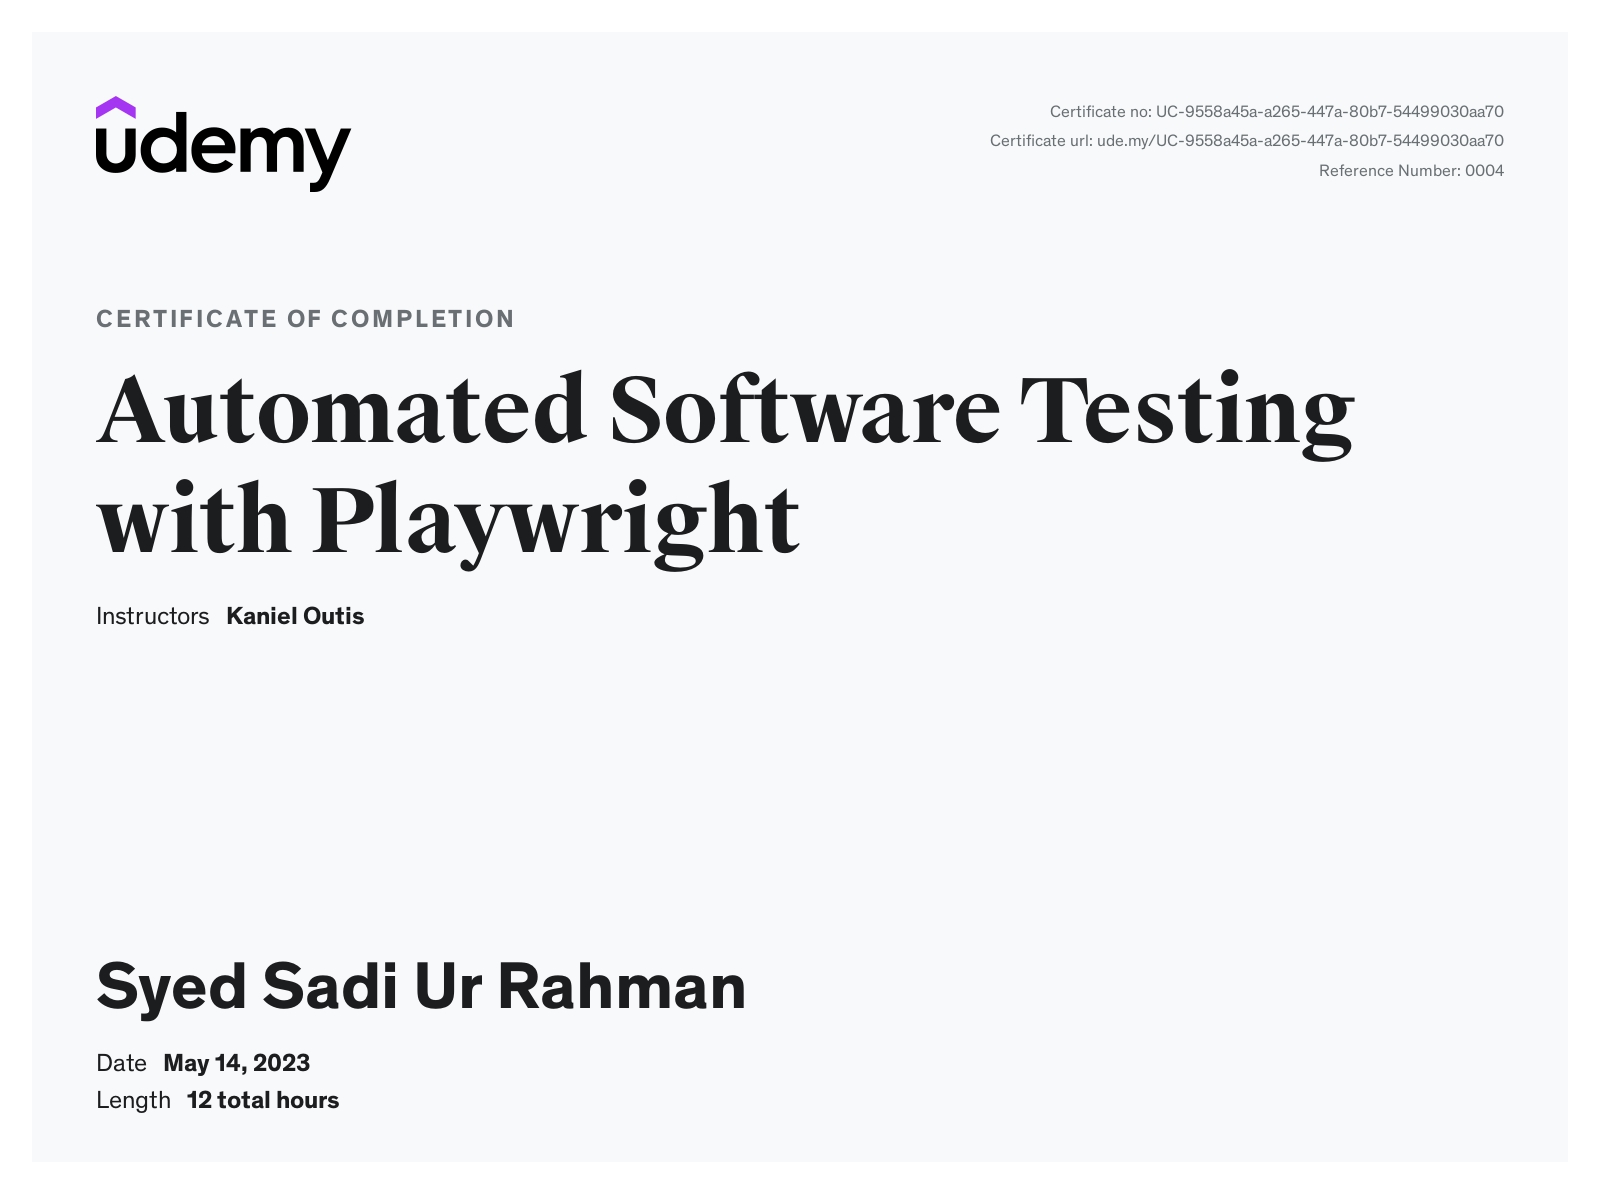 udemy
Certificate no: UC-9558a45a-a265-447a-80b7-54499030aa70
Certificate url: ude.my/UC-9558a45a-a265-447a-80b7-54499030aa70
Reference Number: 0004
CERTIFICATE OF COMPLETION
Automated Software Testing
with Playwright
Instructors Kaniel Outis
Syed Sadi Ur Rahman
Date May 14, 2023
Length 12 total hours